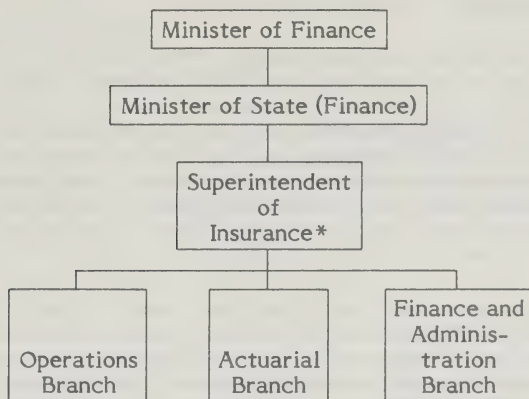 Minister of Finance
Minister of State (Finance)
Superintendent
of
Insurance*
Operations
Branch
Actuarial
Branch
Finance and
Adminis-
tration
Branch